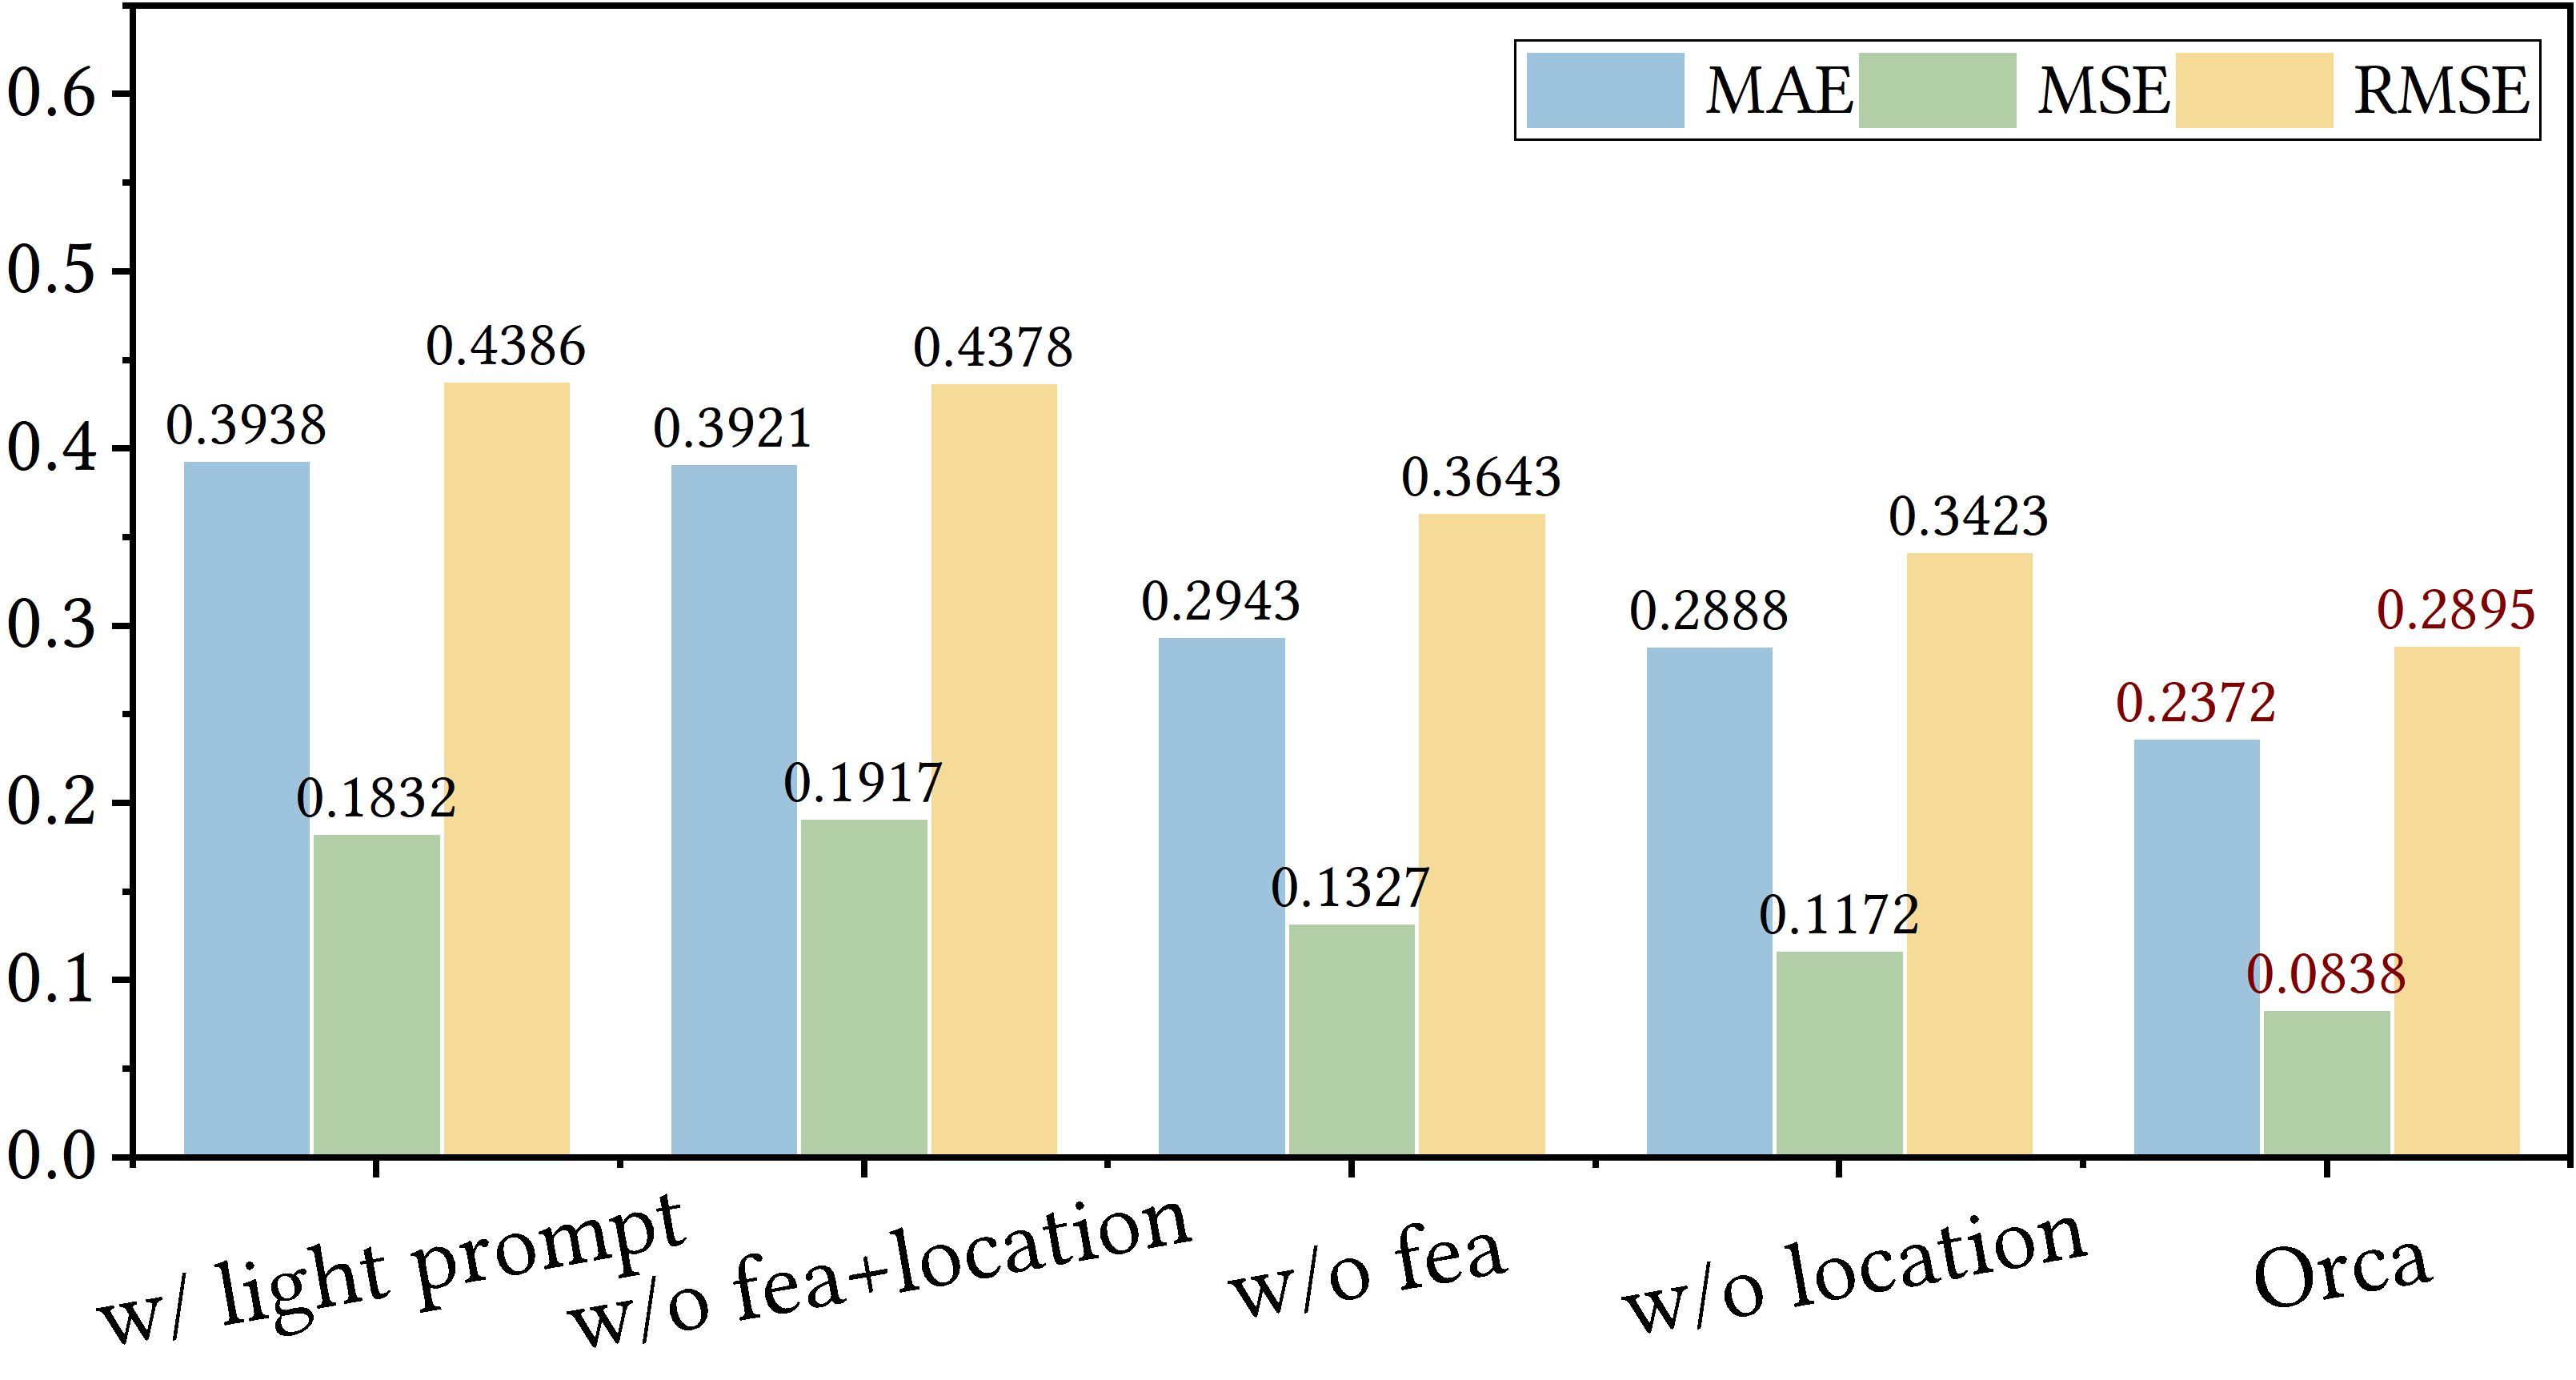 MAE MSE RMSE
0.6
0.5
0.4
0.3
0.2
0.1
0.0
0.3938 0.1832 0.4386
0.3921 0.1917 0.4378
0.2943 0.1327 0.3643
0.2888 0.1172 0.3423
0.2372 0.0838 0.2895
w/ light prompt
w/o fea+location
w/o fea
w/o location
Orca